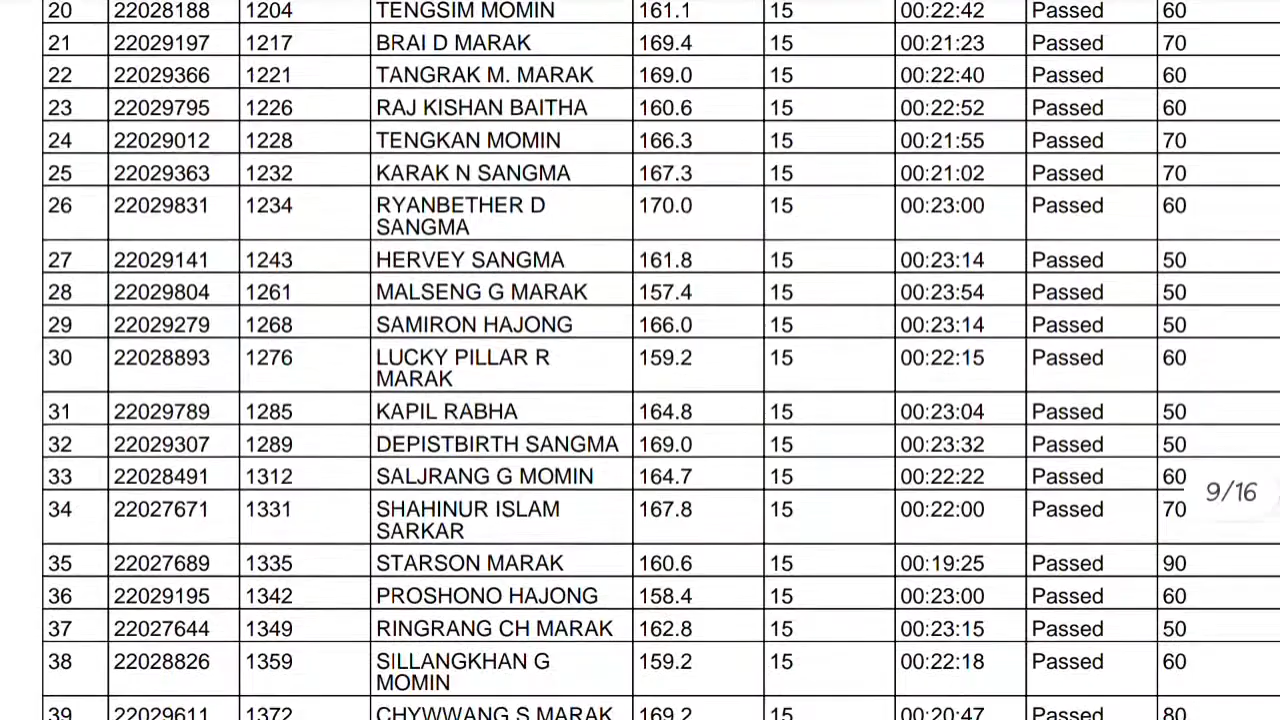 20 22028188 1204 TENGSIM MOMIN 161.1 15 00:22:42 Passed 60
21 22029197 1217 BRAI D MARAK 169.4 15 00:21:23 Passed 70
22 22029366 1221 TANGRAK M. MARAK 169.0 15 00:22:40 Passed 60
23 22029795 1226 RAJ KISHAN BAITHA 160.6 15 00:22:52 Passed 60
24 22029012 1228 TENGKAN MOMIN 166.3 15 00:21:55 Passed 70
25 22029363 1232 KARAK N SANGMA 167.3 15 00:21:02 Passed 70
26 22029831 1234 RYANBETHER D 170.0 15 00:23:00 Passed 60
SANGMA
27 22029141 1243 HERVEY SANGMA 161.8 15 00:23:14 Passed 50
28 22029804 1261 MALSENG G MARAK 157.4 15 00:23:54 Passed 50
29 22029279 1268 SAMIRON HAJONG 166.0 15 00:23:14 Passed 50
30 22028893 1276 LUCKY PILLAR R 159.2 15 00:22:15 Passed 60
MARAK
31 22029789 1285 KAPIL RABHA 164.8 15 00:23:04 Passed 50
32 22029307 1289 DEPISTBIRTH SANGMA 169.0 15 00:23:32 Passed 50
33 22028491 1312 SALJRANG G MOMIN 164.7 15 00:22:22 Passed 60
9/16
34 22027671 1331 SHAHINUR ISLAM 167.8 15 00:22:00 Passed 70
SARKAR
35 22027689 1335 STARSON MARAK 160.6 15 00:19:25 Passed 90
36 22029195 1342 PROSHONO HAJONG 158.4 15 00:23:00 Passed 60
37 22027644 1349 RINGRANG CH MARAK 162.8 15 00:23:15 Passed 50
38 22028826 1359 SILLANGKHAN G 159.2 15 00:22:18 Passed 60
MOMIN
39 22029611 1372 CHYWWANG S MARAK 169.2 15 00:20:47 Passed 80